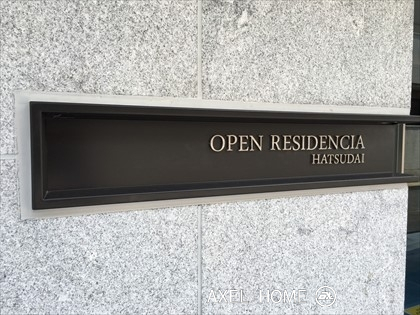 OPEN RESIDENCIA
HATSUDAI
AXEL HOME